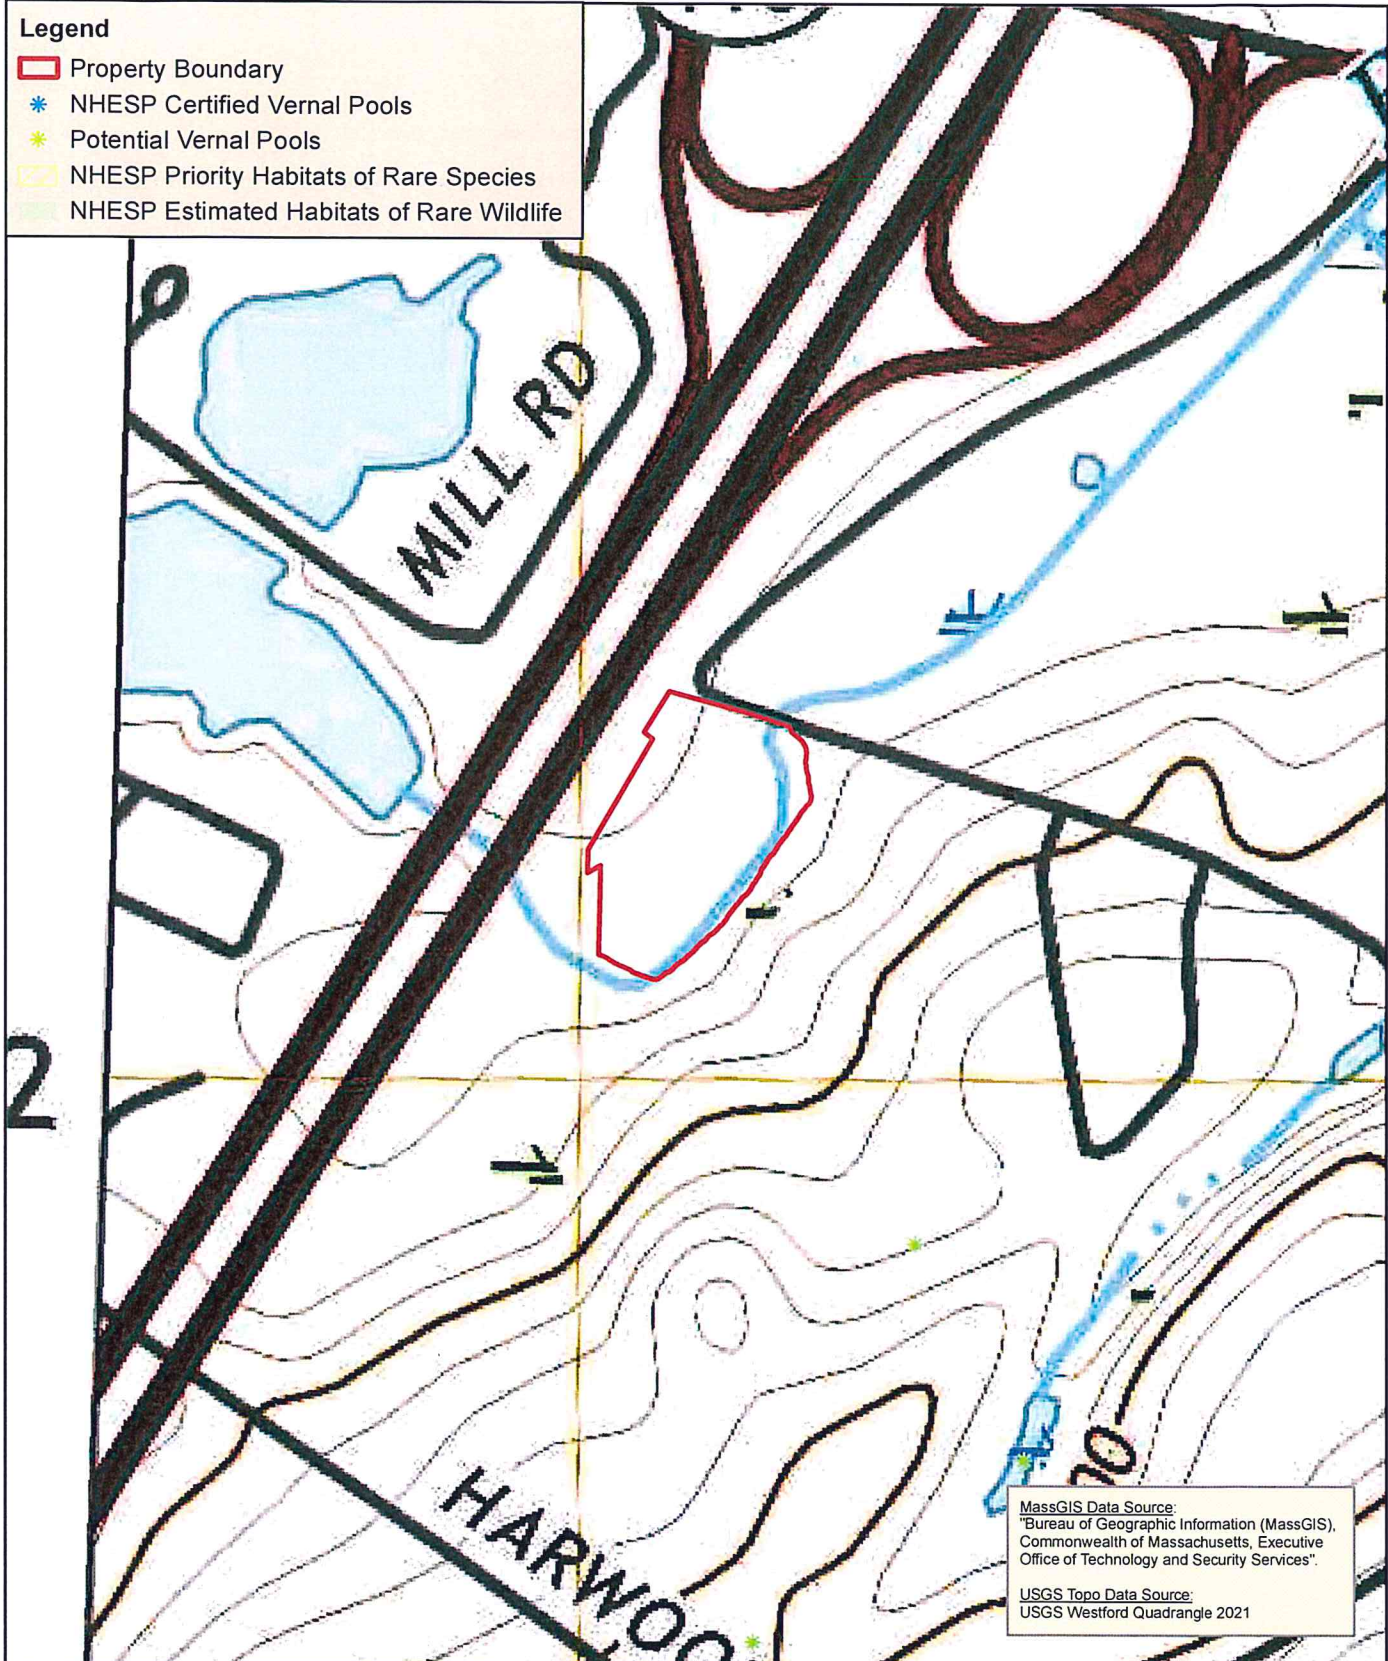 Legend
Property Boundary
NHESP Certified Vernal Pools
Potential Vernal Pools
NHESP Priority Habitats of Rare Species
NHESP Estimated Habitats of Rare Wildlife
MILL RD
2
HARWOO
MassGIS Data Source:
"Bureau of Geographic Information (MassGIS),
Commonwealth of Massachusetts, Executive
Office of Technology and Security Services".
USGS Topo Data Source:
USGS Westford Quadrangle 2021